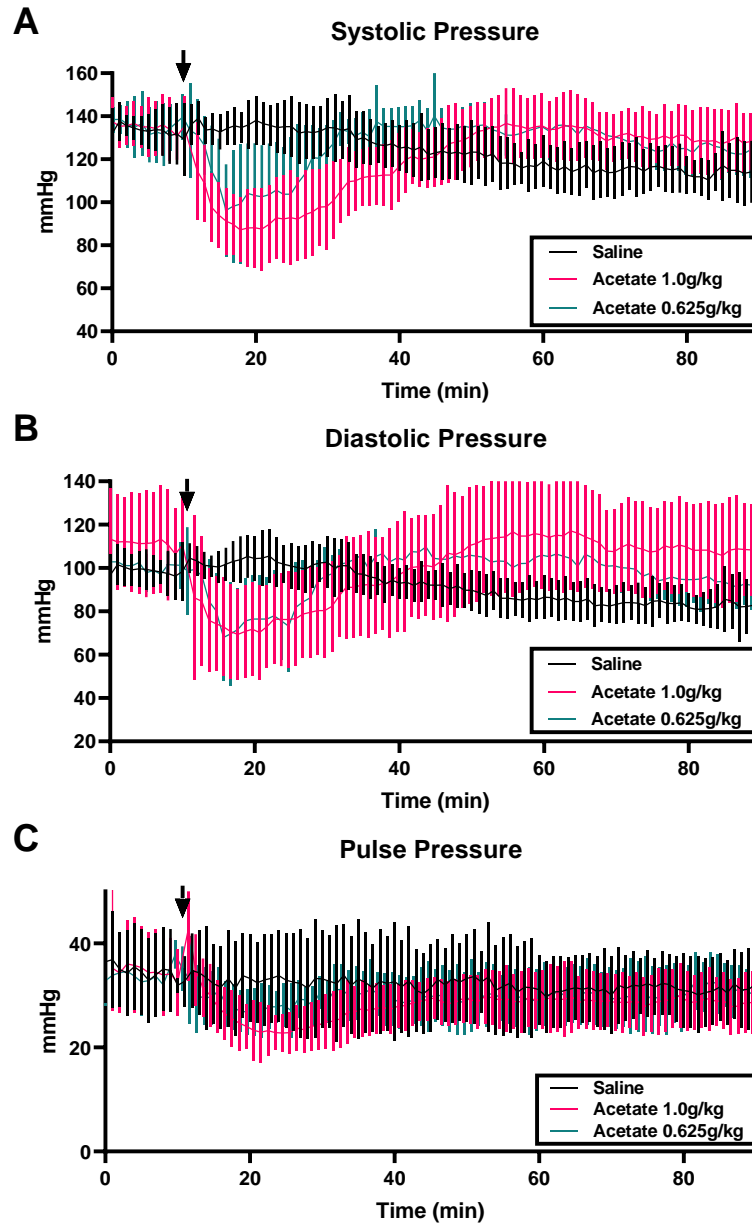 A
Systolic Pressure
160
140
120
100
80
60
40
mmHg
Saline
Acetate 1.0g/kg
Acetate 0.625g/kg
0 20 40 60 80
Time (min)
B
Diastolic Pressure
140
120
100
80
60
40
20
mmHg
Saline
Acetate 1.0g/kg
Acetate 0.625g/kg
0 20 40 60 80
Time (min)
C
Pulse Pressure
40
20
0
mmHg
Saline
Acetate 1.0g/kg
Acetate 0.625g/kg
0 20 40 60 80
Time (min)